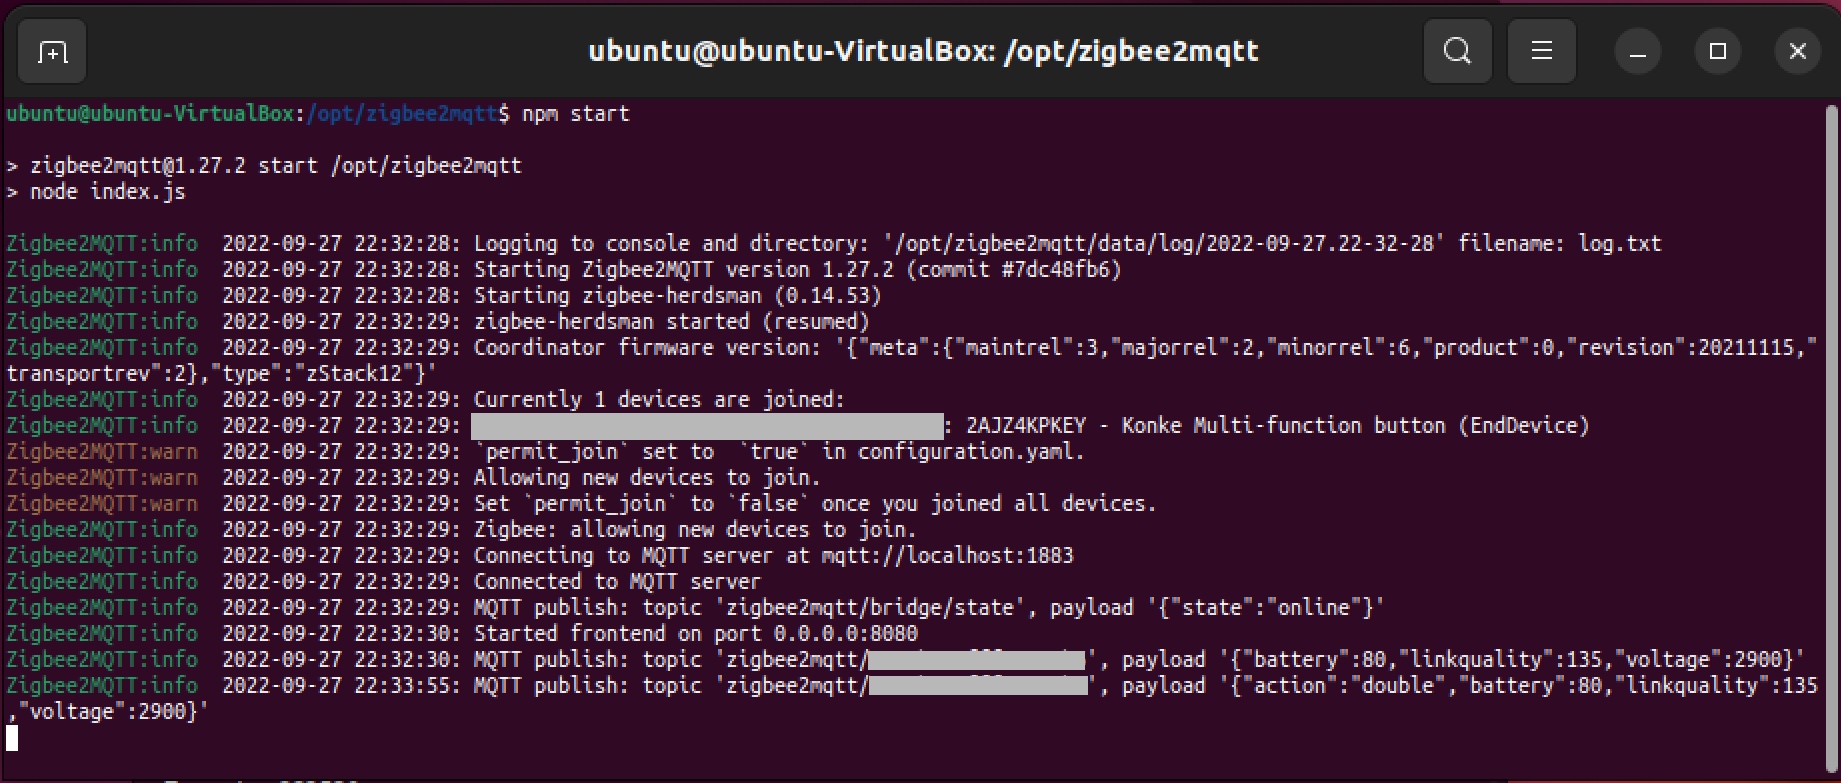 ubuntu@ubuntu-VirtualBox: /opt/zigbee2mqtt
ubuntu@ubuntu-VirtualBox:/opt/zigbee2mqtt$ npm start
> zigbee2mqtt@1.27.2 start /opt/zigbee2mqtt
> node index.js
Zigbee2MQTT:info  2022-09-27 22:32:28: Logging to console and directory: '/opt/zigbee2mqtt/data/log/2022-09-27.22-32-28' filename: log.txt
Zigbee2MQTT:info  2022-09-27 22:32:28: Starting Zigbee2MQTT version 1.27.2 (commit #7dc48fb6)
Zigbee2MQTT:info  2022-09-27 22:32:28: Starting zigbee-herdsman (0.14.53)
Zigbee2MQTT:info  2022-09-27 22:32:29: zigbee-herdsman started (resumed)
Zigbee2MQTT:info  2022-09-27 22:32:29: Coordinator firmware version: '{"meta":{"maintrel":3,"majorrel":2,"minorrel":6,"product":0,"revision":20211115,"
transportrev":2},"type":"zStack12"}'
Zigbee2MQTT:info  2022-09-27 22:32:29: Currently 1 devices are joined:
Zigbee2MQTT:info  2022-09-27 22:32:29: : 2AJZ4KPKEY - Konke Multi-function button (EndDevice)
Zigbee2MQTT:warn  2022-09-27 22:32:29: `permit_join` set to  `true` in configuration.yaml.
Zigbee2MQTT:warn  2022-09-27 22:32:29: Allowing new devices to join.
Zigbee2MQTT:warn  2022-09-27 22:32:29: Set `permit_join` to `false` once you joined all devices.
Zigbee2MQTT:info  2022-09-27 22:32:29: Zigbee: allowing new devices to join.
Zigbee2MQTT:info  2022-09-27 22:32:29: Connecting to MQTT server at mqtt://localhost:1883
Zigbee2MQTT:info  2022-09-27 22:32:29: Connected to MQTT server
Zigbee2MQTT:info  2022-09-27 22:32:29: MQTT publish: topic 'zigbee2mqtt/bridge/state', payload '{"state":"online"}'
Zigbee2MQTT:info  2022-09-27 22:32:30: Started frontend on port 0.0.0.0:8080
Zigbee2MQTT:info  2022-09-27 22:32:30: MQTT publish: topic 'zigbee2mqtt/', payload '{"battery":80,"linkquality":135,"voltage":2900}'
Zigbee2MQTT:info  2022-09-27 22:33:55: MQTT publish: topic 'zigbee2mqtt/', payload '{"action":"double","battery":80,"linkquality":135
,"voltage":2900}'